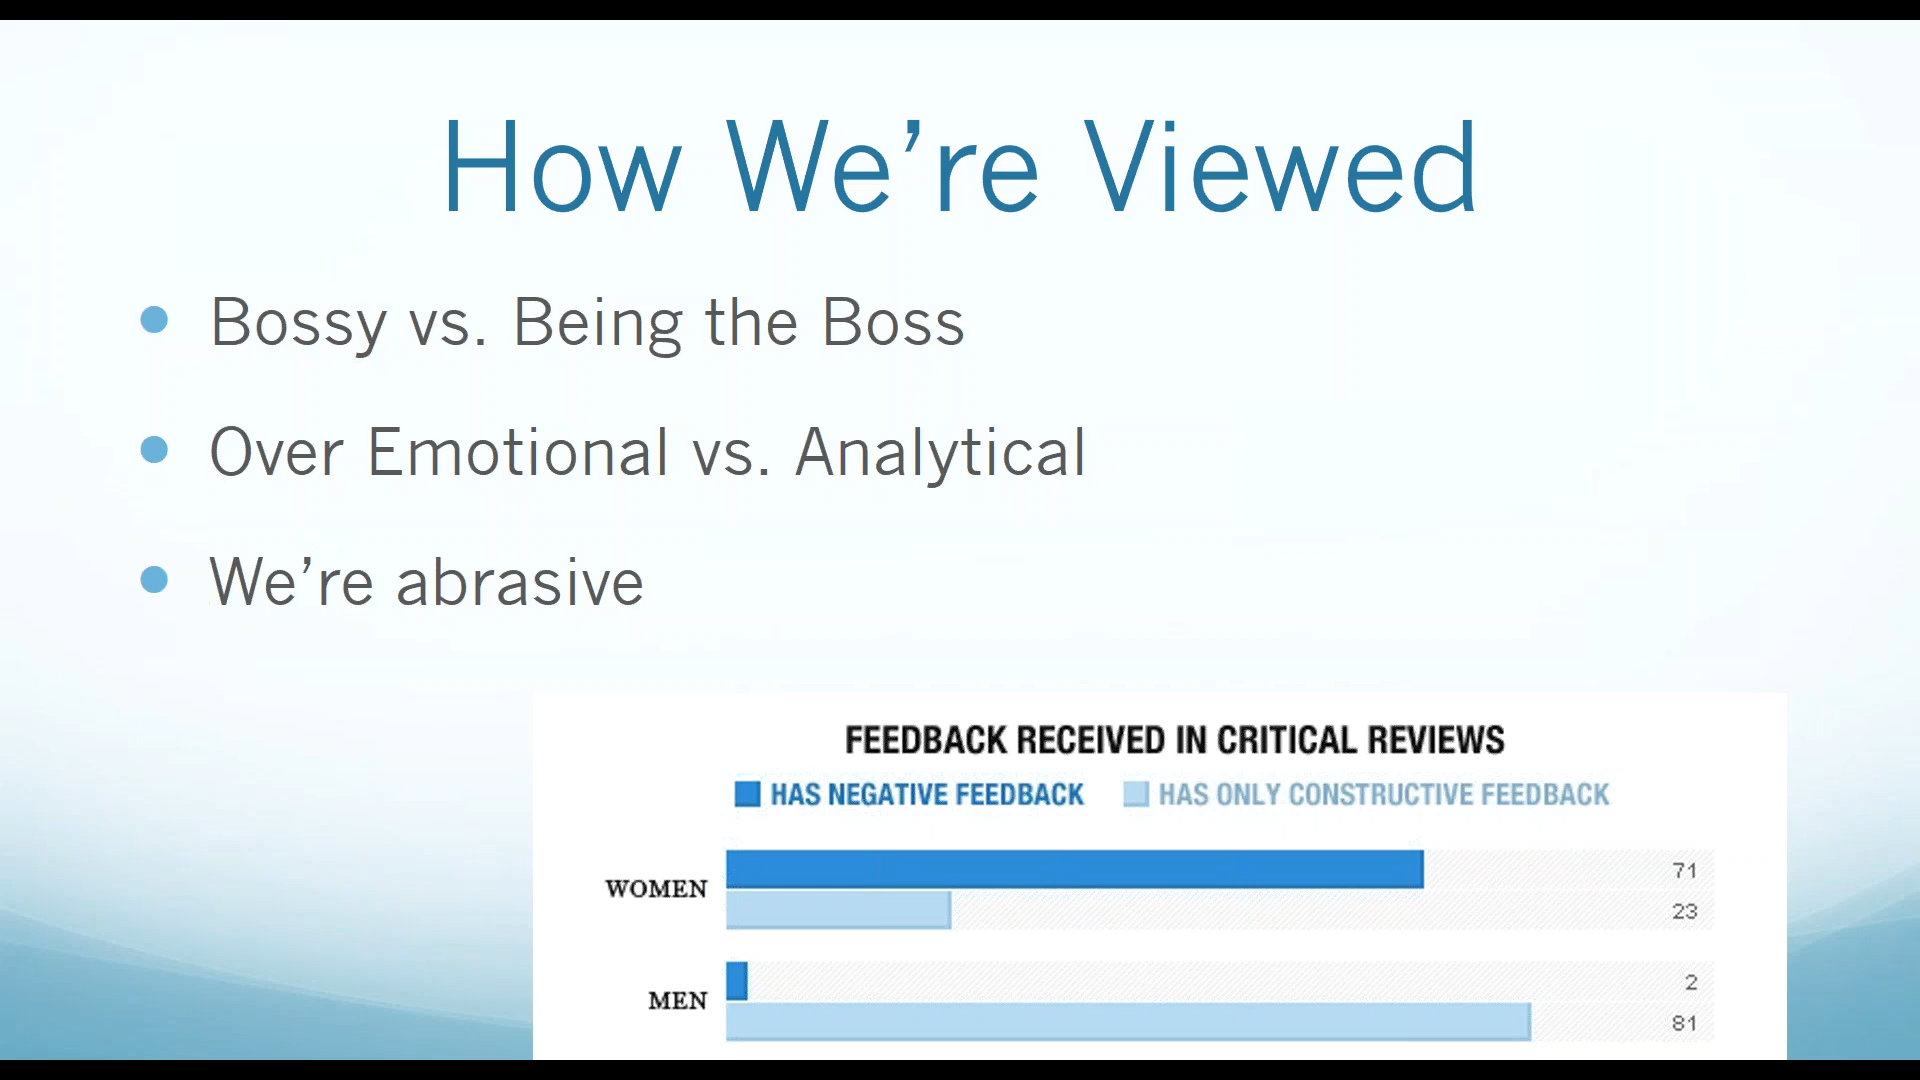 How We’re Viewed
Bossy vs. Being the Boss
Over Emotional vs. Analytical
We’re abrasive
FEEDBACK RECEIVED IN CRITICAL REVIEWS
HAS NEGATIVE FEEDBACK HAS ONLY CONSTRUCTIVE FEEDBACK
WOMEN 71
23
MEN 2
81